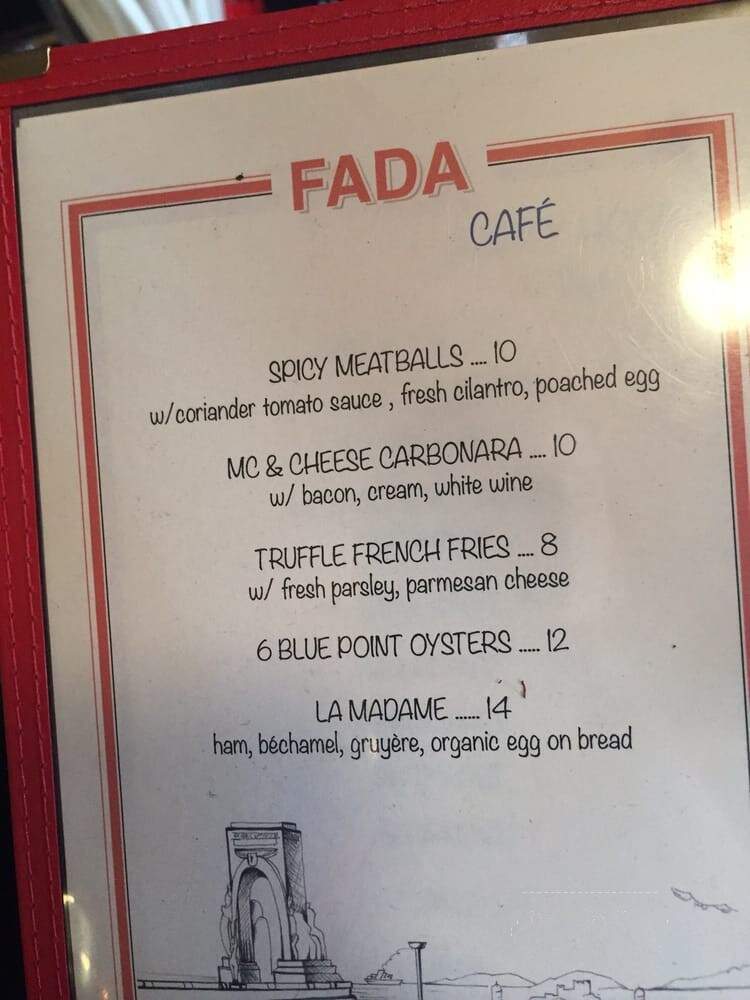 FADA
CAFÉ
SPICY MEATBALLS .... 10
w/coriander tomato sauce , fresh cilantro, poached egg
MC & CHEESE CARBONARA .... 10
w/ bacon, cream, white wine
TRUFFLE FRENCH FRIES .... 8
w/ fresh parsley, parmesan cheese
6 BLUE POINT OYSTERS ..... 12
LA MADAME ...... 14
ham, béchamel, gruyère, organic egg on bread